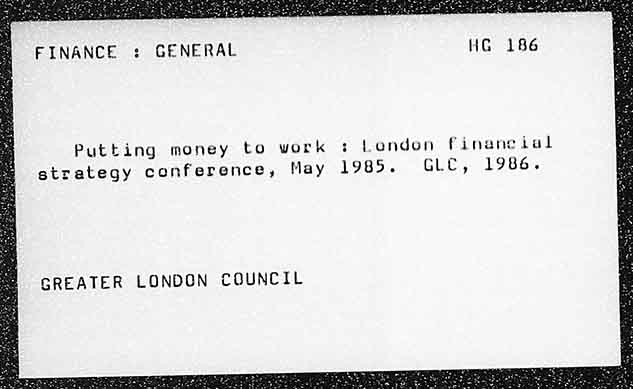 FINANCE : GENERAL HG 186
Putting money to work : London financial
strategy conference, May 1985. GLC, 1986.
GREATER LONDON COUNCIL